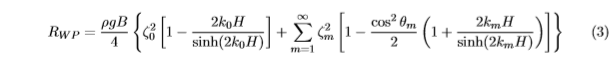 $R_{WP} = \frac{\rho g B}{4} \left\{ \zeta_0^2 \left[ 1 - \frac{2k_0 H}{\sinh(2k_0 H)} \right] + \sum_{m=1}^{\infty} \zeta_m^2 \left[ 1 - \frac{\cos^2 \theta_m}{2} \left( 1 + \frac{2k_m H}{\sinh(2k_m H)} \right) \right] \right\}$ (3)